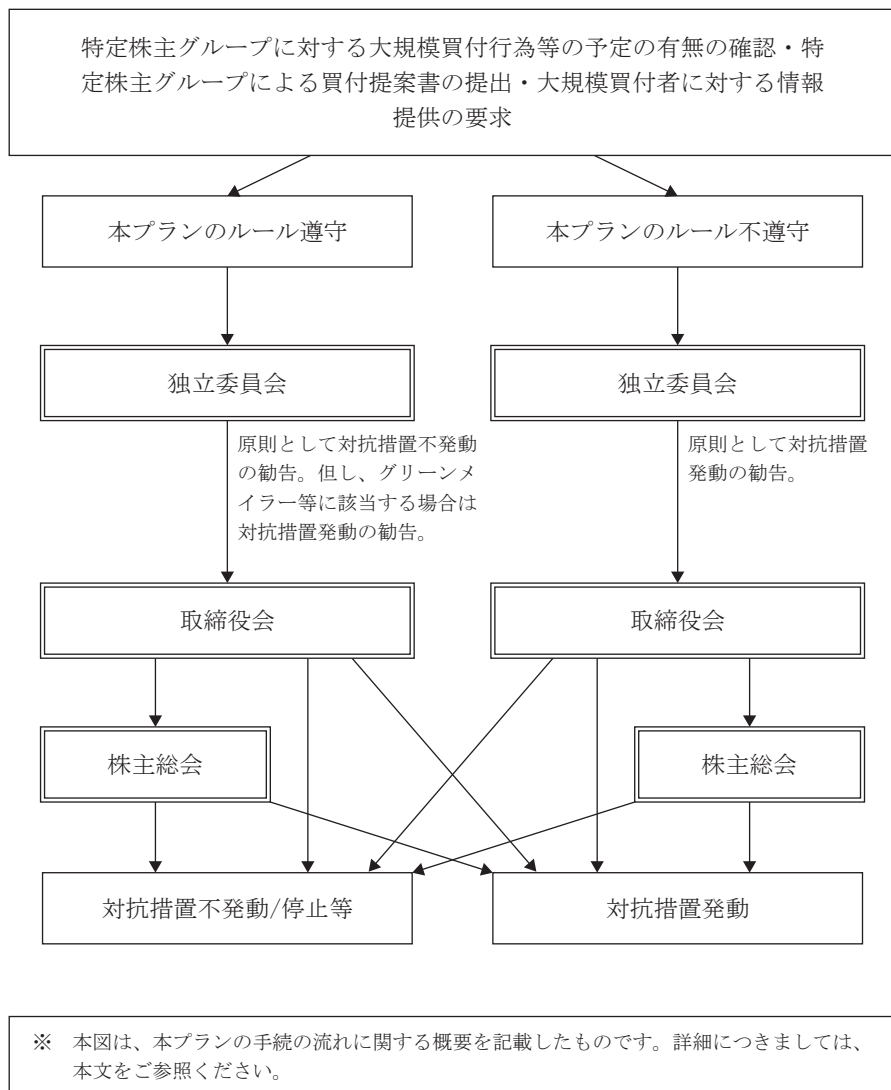 特定株主グループに対する大規模買付行為等の予定の有無の確認・特
定株主グループによる買付提案書の提出・大規模買付者に対する情報
提供の要求
本プランのルール遵守
本プランのルール不遵守
独立委員会
独立委員会
原則として対抗措置不発動
の勧告。但し、グリーンメ
イラー等に該当する場合は
対抗措置発動の勧告。
原則として対抗措置
発動の勧告。
取締役会
取締役会
株主総会
株主総会
対抗措置不発動/停止等
対抗措置発動
※ 本図は、本プランの手続の流れに関する概要を記載したものです。詳細につきましては、
本文をご参照ください。